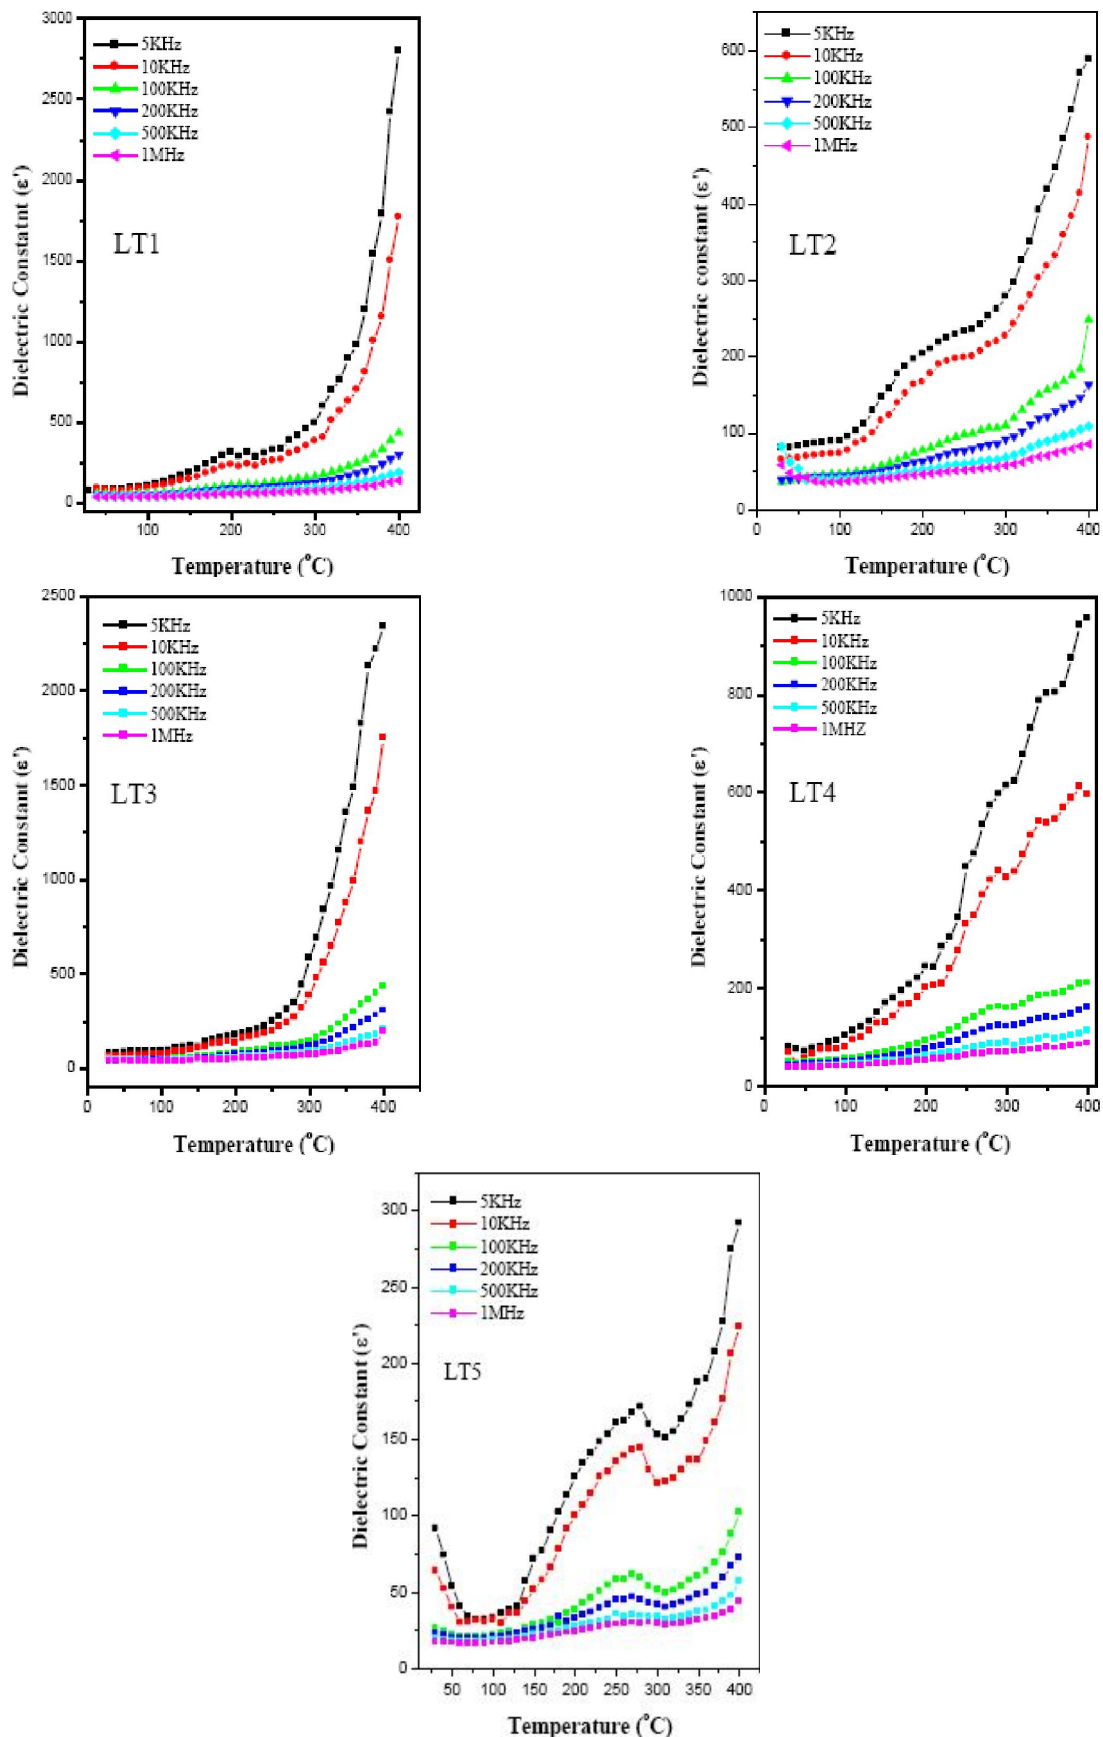 3000
2500
2000
1500
1000
500
0
Dielectric Constatnt (ε')
5KHz
10KHz
100KHz
200KHz
500KHz
1MHz
LT1
100
200
300
400
Temperature (°C)
600
500
400
300
200
100
0
Dielectric constant (ε')
5KHz
10KHz
100KHz
200KHz
500KHz
1MHz
LT2
0
100
200
300
400
Temperature (°C)
2500
2000
1500
1000
500
0
Dielectric Constant (ε')
5KHz
10KHz
100KHz
200KHz
500KHz
1MHz
LT3
0
100
200
300
400
Temperature (°C)
1000
800
600
400
200
0
Dielectric Constant (ε')
5KHz
10KHz
100KHz
200KHz
500KHz
1MHZ
LT4
0
100
200
300
400
Temperature (°C)
300
250
200
150
100
50
0
Dielectric Constant (ε')
5KHz
10KHz
100KHz
200KHz
500KHz
1MHz
LT5
50
100
150
200
250
300
350
400
Temperature (°C)